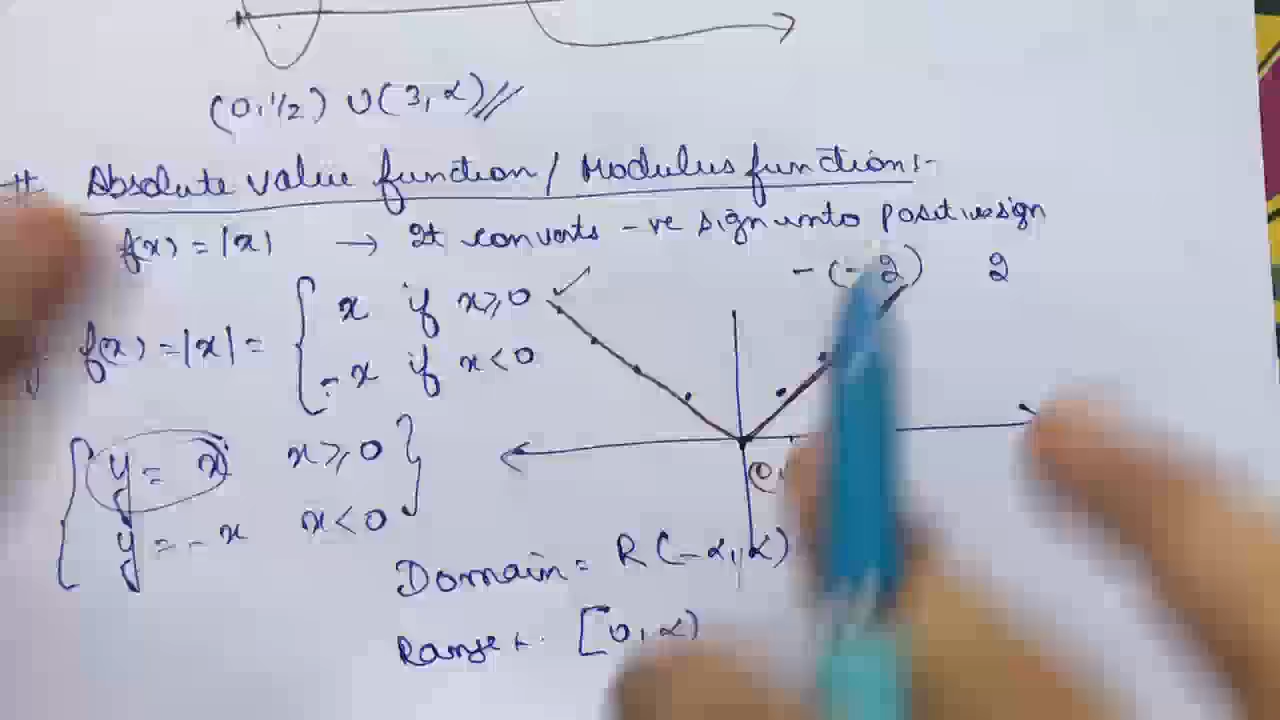 (0, 1/2) ∪ (3, ∝)//
# Absolute value function / Modulus function :-
f(x) = |x| → It converts -ve sign into positive sign
-(-2) 2
f(x) = |x| = { x if x ≥ 0 ✓
-x if x < 0
{ y = x x ≥ 0 }
y = -x x < 0
(0,
Domain = R (-∝, ∝)
Range [0, ∝)